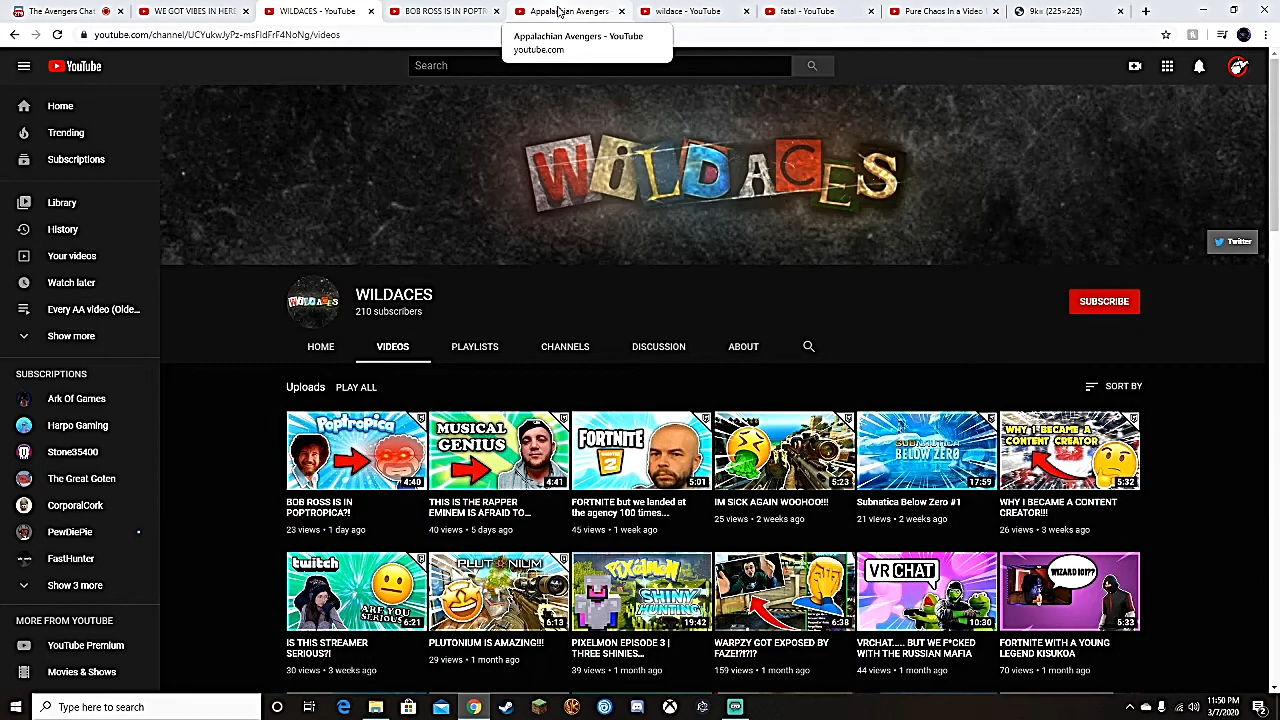 The Avengers Chat
WE GOT VIBES IN HERE
WILDACES - YouTube
BOB ROSS IS IN POPTR
Appalachian Avengers -
wildace - YouTube
fatal - YouTube
Pure Chaos In a Video
9k= (225×225)
youtube.com/channel/UCYukwJyPz-msFIdFrF4NoNg/videos
Appalachian Avengers - YouTube
youtube.com
YouTube
Search
Home
Trending
Subscriptions
Library
History
Your videos
Watch later
Every AA video (Olde...
Show more
SUBSCRIPTIONS
Ark Of Games
Harpo Gaming
Stones5400
The Great Goten
CorporalCork
PewDiePie
FastHunter
Show 3 more
MORE FROM YOUTUBE
YouTube Premium
Movies & Shows
WiLDACES
Twitter
WILDACES
WILDACES
210 subscribers
SUBSCRIBE
HOME
VIDEOS
PLAYLISTS
CHANNELS
DISCUSSION
ABOUT
Uploads
PLAY ALL
SORT BY
Poptropica
4:40
MUSICAL
GENIUS
4:41
FORTNITE
2
5:01
5:23
SUBNAUTICA
BELOW ZERO
17:59
WHY I BECAME A
CONTENT CREATOR
5:32
BOB ROSS IS IN
POPTROPICA?!
23 views • 1 day ago
THIS IS THE RAPPER
EMINEM IS AFRAID TO...
40 views • 5 days ago
FORTNITE but we landed at
the agency 100 times...
45 views • 1 week ago
IM SICK AGAIN WOOHOO!!!
25 views • 2 weeks ago
Subnatica Below Zero #1
21 views • 2 weeks ago
WHY I BECAME A CONTENT
CREATOR!!!
26 views • 3 weeks ago
twitch
ARE YOU
SERIOUS?!
6:21
PLUTONIUM
6:13
PIXELMON
SHINY
HUNTING
19:42
6:38
VRCHAT
10:30
WIZARD 101??
5:33
IS THIS STREAMER
SERIOUS?!
30 views • 3 weeks ago
PLUTONIUM IS AMAZING!!!
29 views • 1 month ago
PIXELMON EPISODE 3 |
THREE SHINIES...
39 views • 1 month ago
WARPZY GOT EXPOSED BY
FAZE!?!?!?
159 views • 1 month ago
VRCHAT..... BUT WE F*CKED
WITH THE RUSSIAN MAFIA
44 views • 1 month ago
FORTNITE WITH A YOUNG
LEGEND KISUKOA
70 views • 1 month ago
Type here to search
11:50 PM
3/7/2020
2